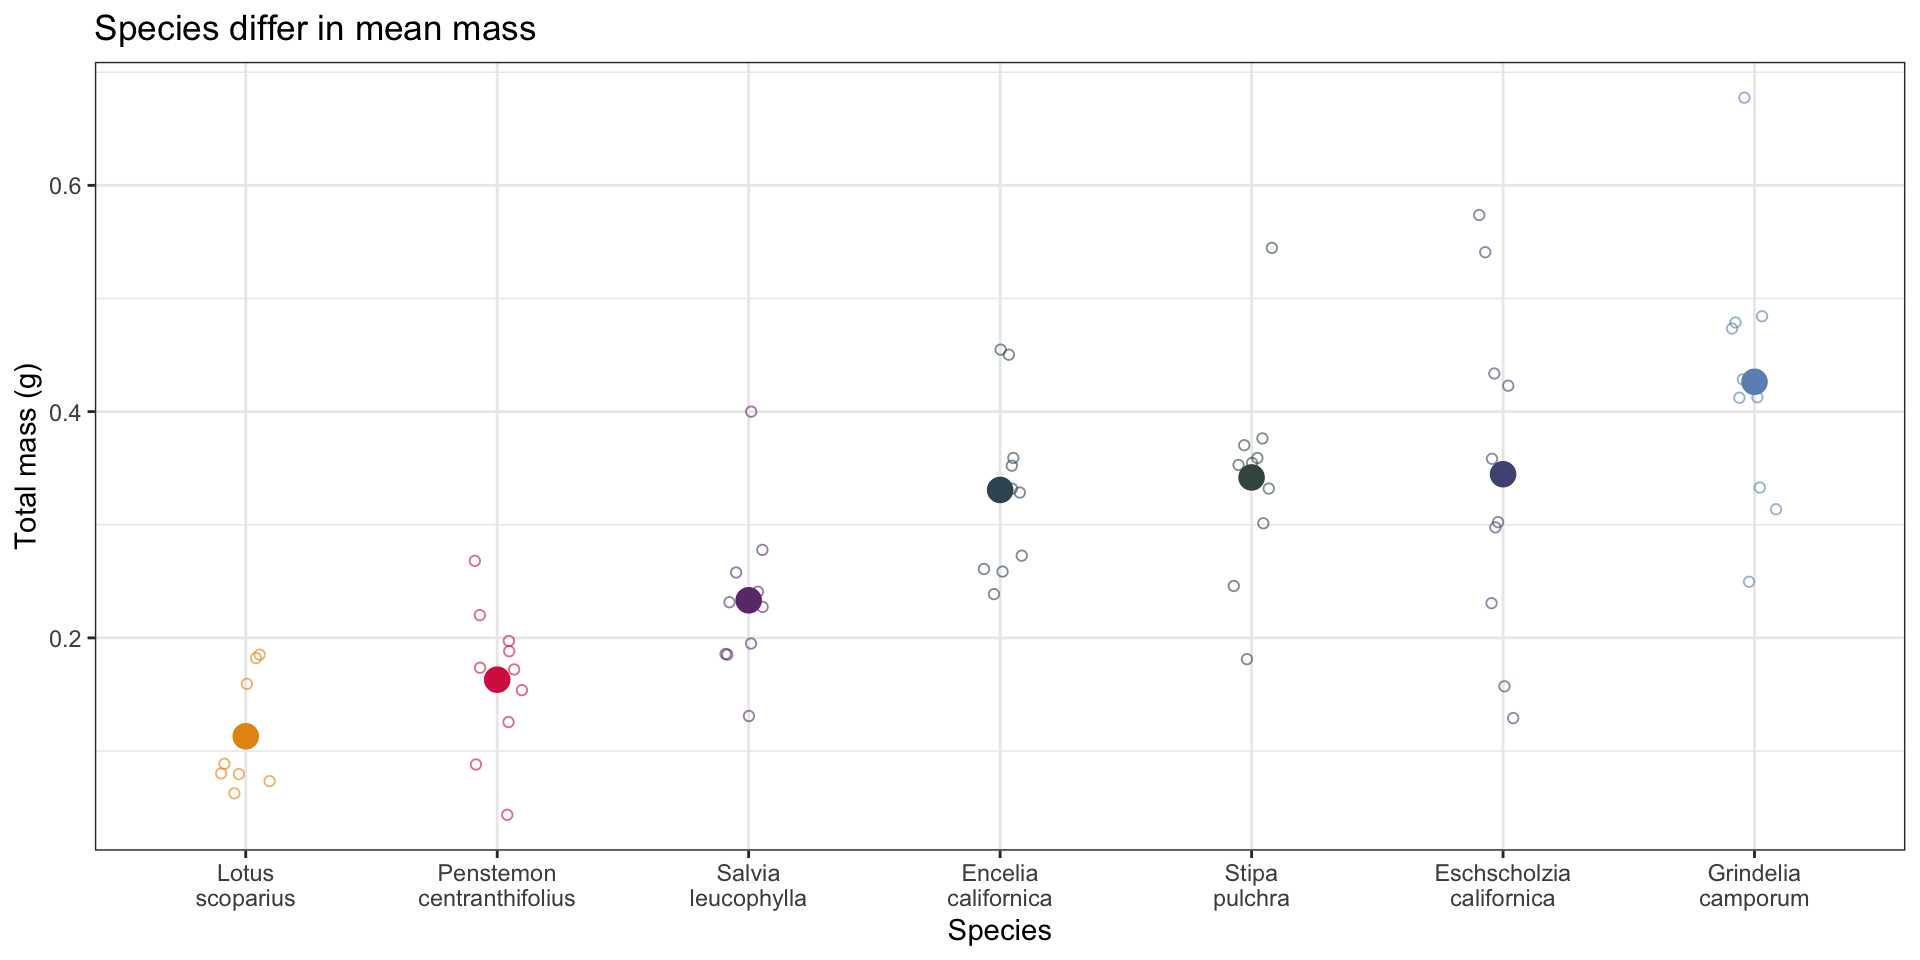 Species differ in mean mass
Total mass (g)
0.6
0.4
0.2
Lotus
scoparius
Penstemon
centranthifolius
Salvia
leucophylla
Encelia
californica
Stipa
pulchra
Eschscholzia
californica
Grindelia
camporum
Species